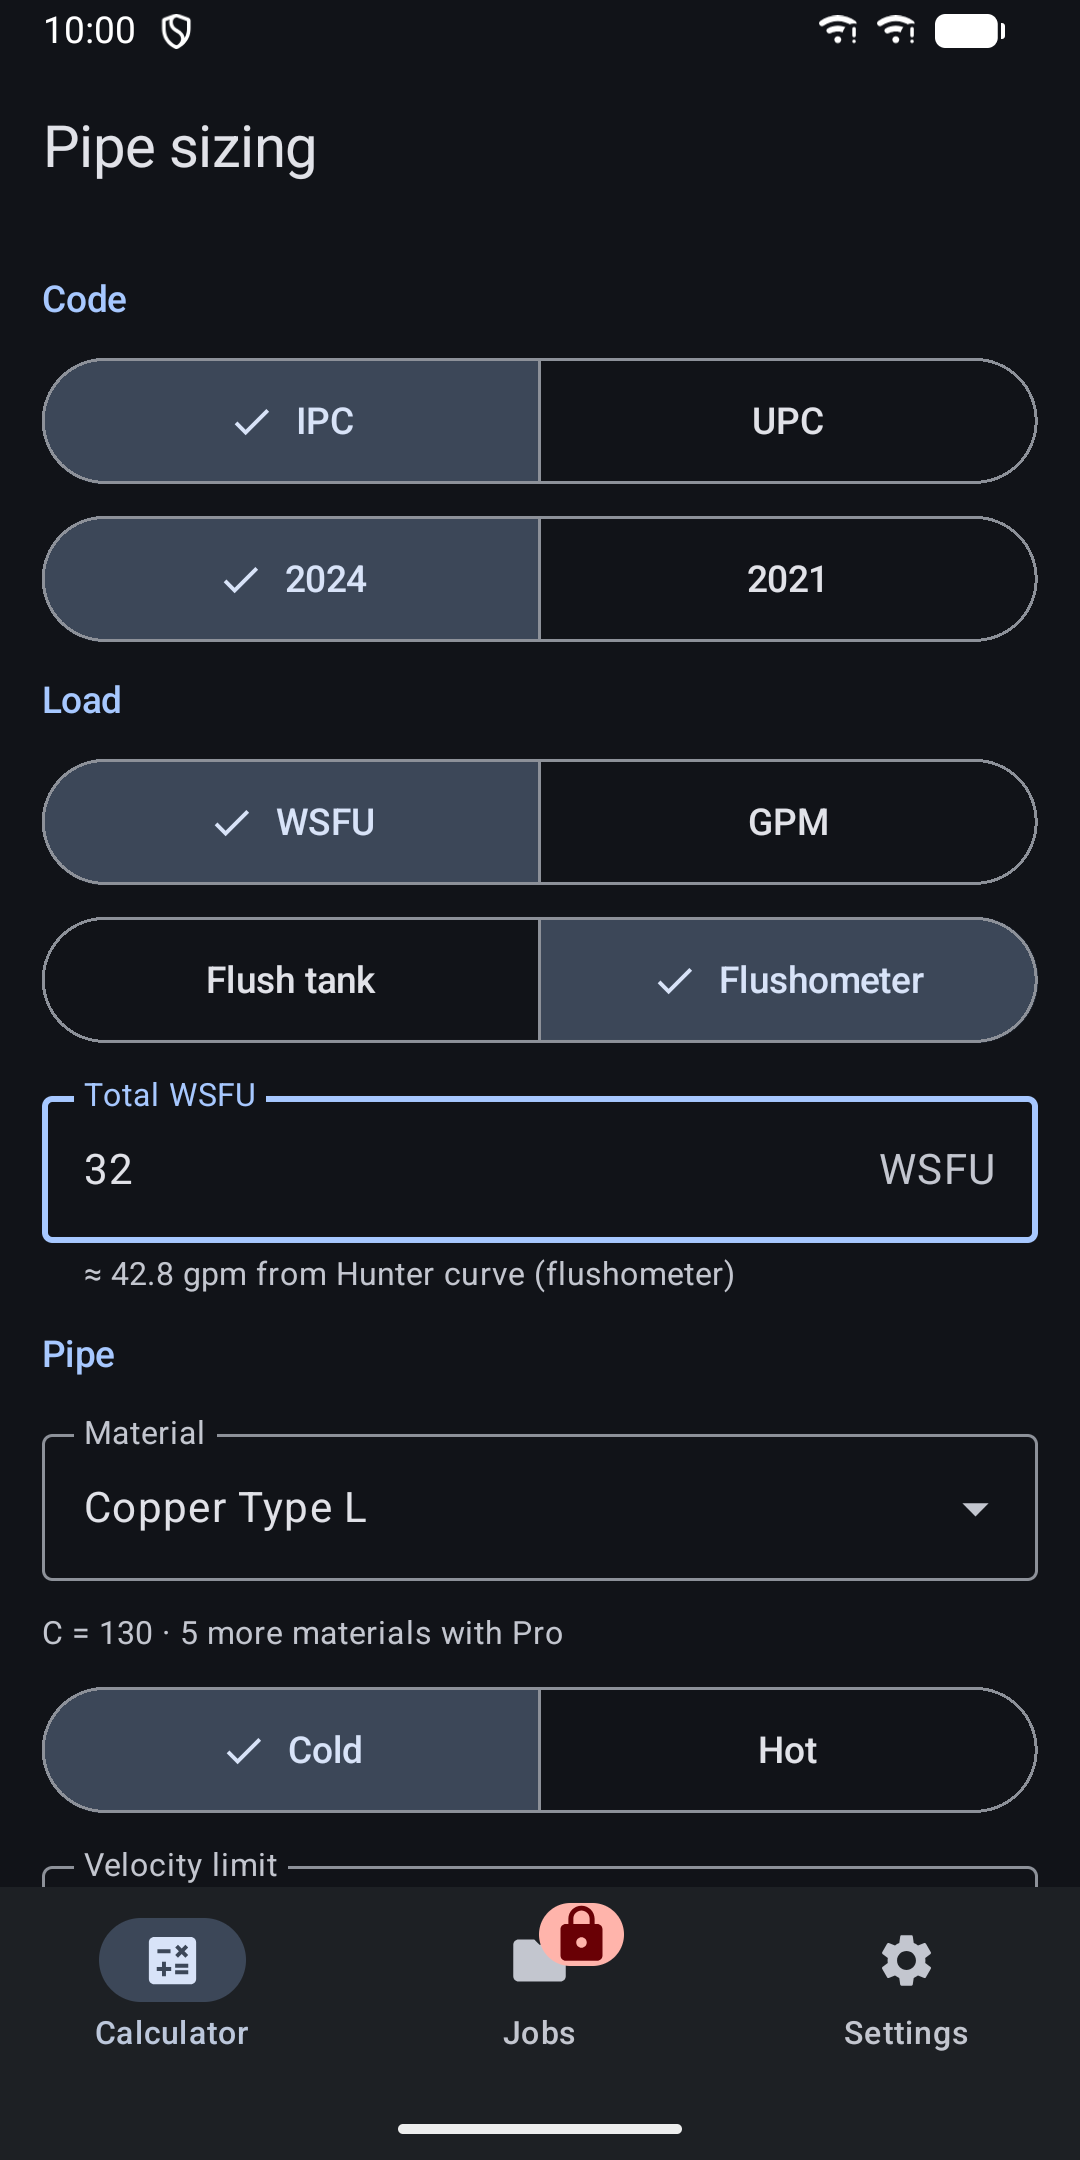 10:00
Pipe sizing
Code
IPC
UPC
2024
2021
Load
WSFU
GPM
Flush tank
Flushometer
Total WSFU
32
WSFU
≈ 42.8 gpm from Hunter curve (flushometer)
Pipe
Material
Copper Type L
C = 130 · 5 more materials with Pro
Cold
Hot
Velocity limit
Calculator
Jobs
Settings